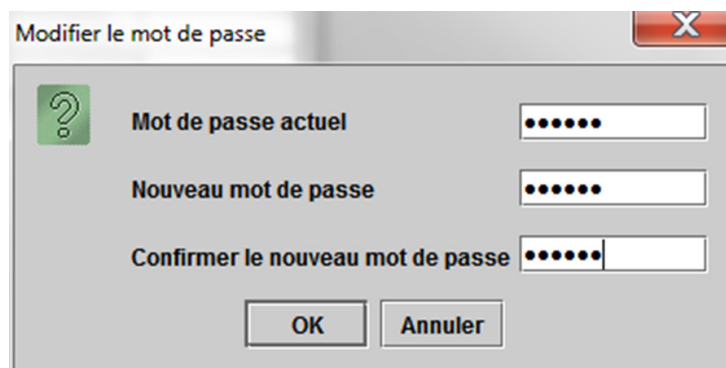 Modifier le mot de passe
X
?
Mot de passe actuel ••••••
Nouveau mot de passe ••••••
Confirmer le nouveau mot de passe ••••••
OK Annuler